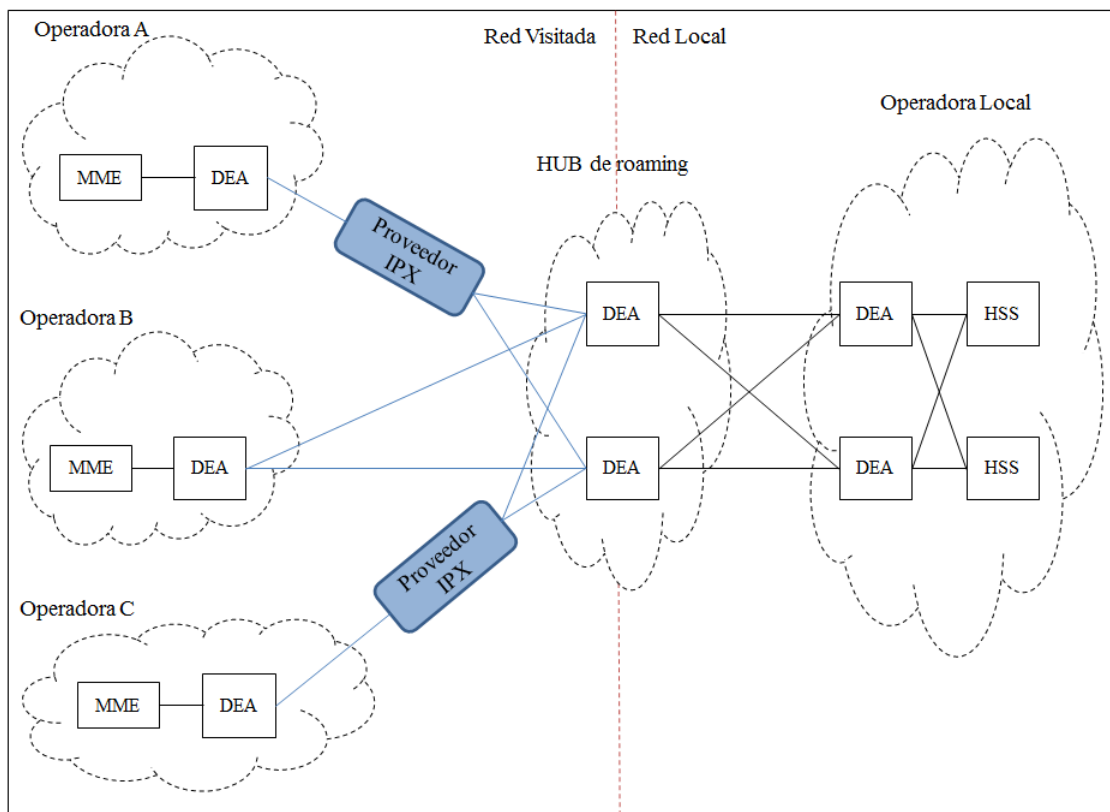 Operadora A
Red Visitada
Red Local
Operadora Local
HUB de roaming
MME
DEA
Proveedor
IPX
DEA
DEA
HSS
Operadora B
MME
DEA
DEA
DEA
HSS
Proveedor
IPX
Operadora C
MME
DEA